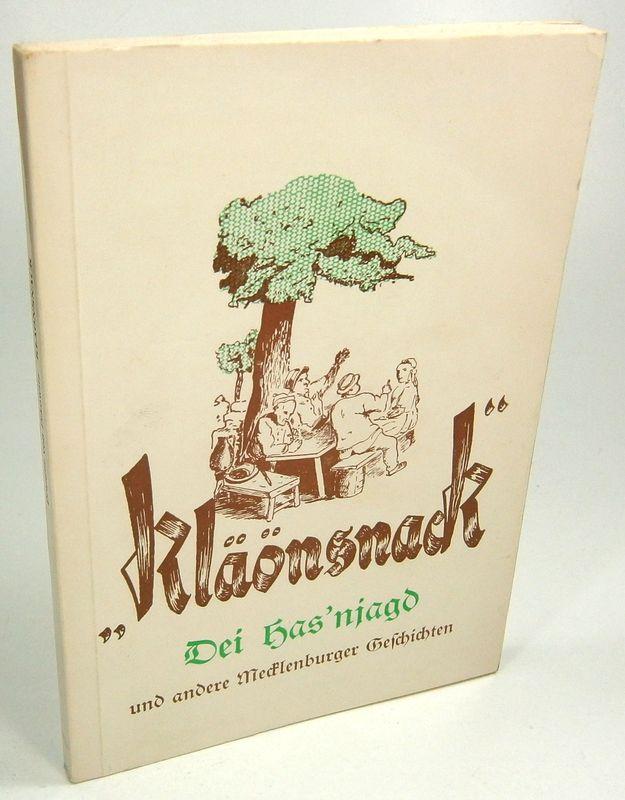 „Kläönsnack“
Dei Has'njagd
und andere Mecklenburger Geschichten